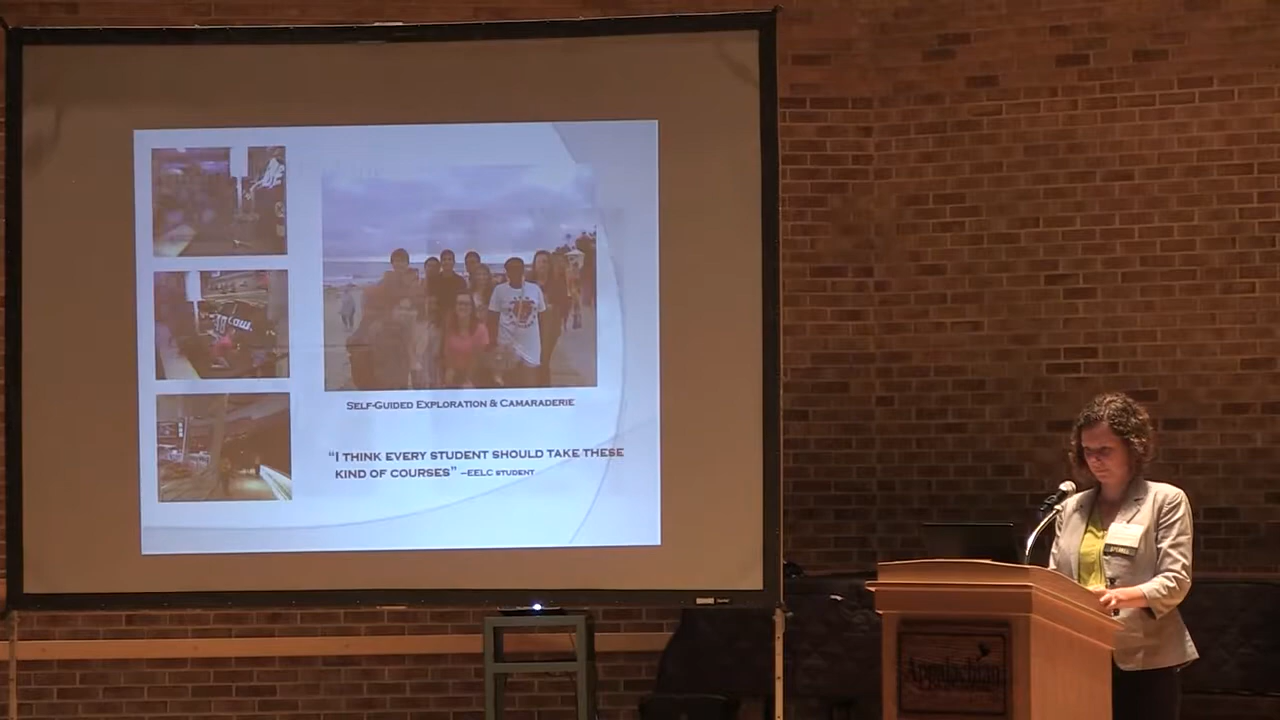 SELF-GUIDED EXPLORATION & CAMARADERIE
“I THINK EVERY STUDENT SHOULD TAKE THESE
KIND OF COURSES” –EELC STUDENT
Appalachian